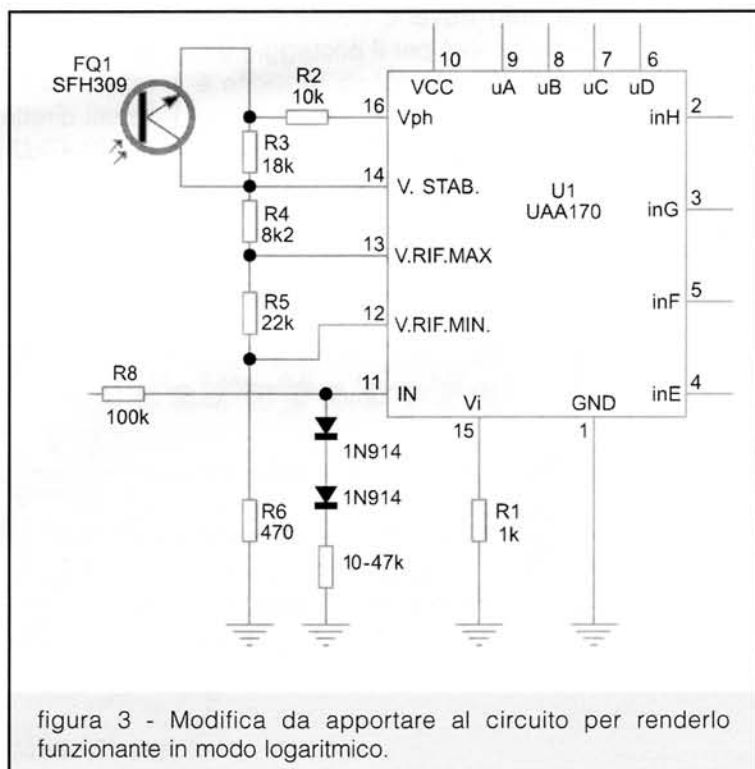 FQ1
SFH309
R2
10k
R3
18k
R4
8k2
R5
22k
R8
100k
R6
470
1N914
1N914
10-47k
R1
1k
10 9 8 7 6
VCC uA uB uC uD
16 Vph
14 V. STAB.
13 V.RIF.MAX
12 V.RIF.MIN.
11 IN
Vi
15
GND
1
U1
UAA170
inH 2
inG 3
inF 5
inE 4
figura 3 - Modifica da apportare al circuito per renderlo
funzionante in modo logaritmico.